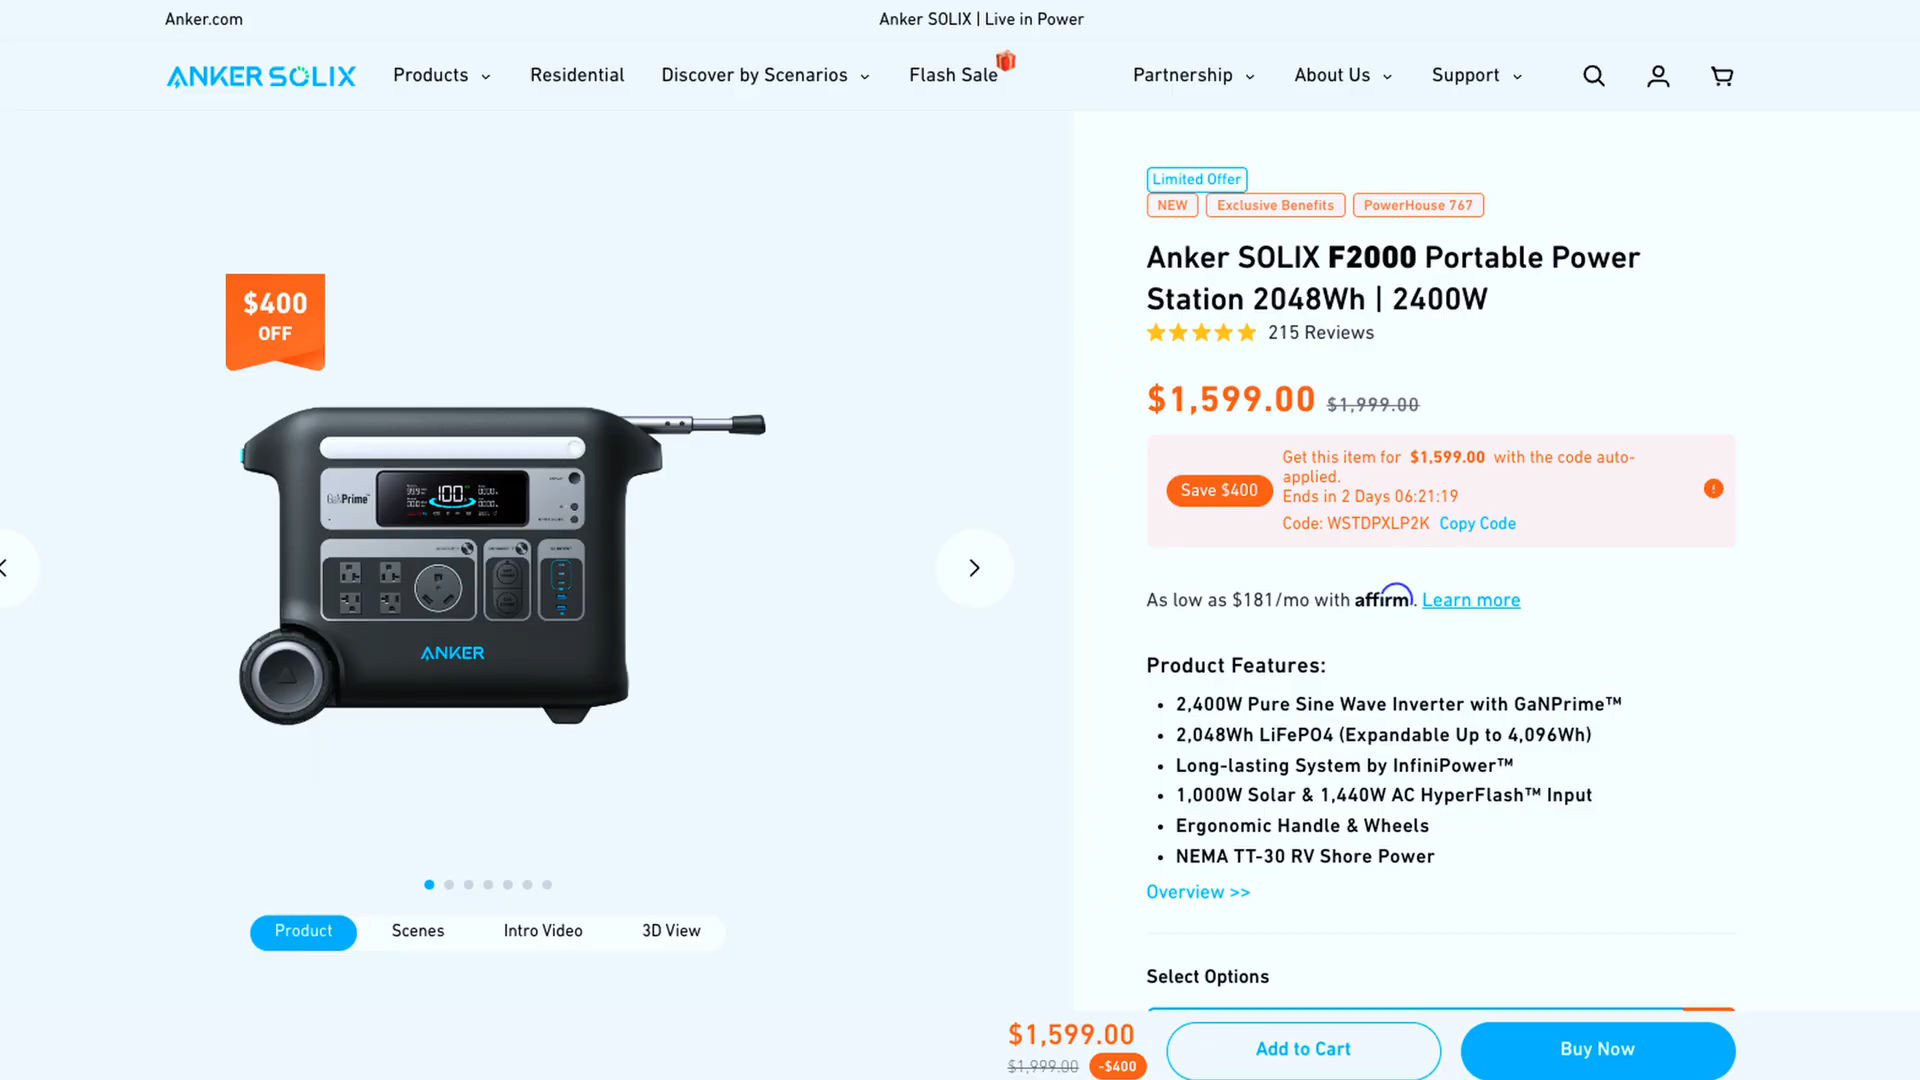 Anker.com
Anker SOLIX | Live in Power
ANKER SOLIX
Products
Residential
Discover by Scenarios
Flash Sale
Partnership
About Us
Support
Limited Offer
NEW
Exclusive Benefits
PowerHouse 767
Anker SOLIX F2000 Portable Power
Station 2048Wh | 2400W
215 Reviews
$1,599.00 $1,999.00
Save $400
Get this item for $1,599.00 with the code auto-
applied.
Ends in 2 Days 06:21:19
Code: WSTDPXLP2K Copy Code
As low as $181/mo with affirm. Learn more
Product Features:
• 2,400W Pure Sine Wave Inverter with GaNPrime™
• 2,048Wh LiFePO4 (Expandable Up to 4,096Wh)
• Long-lasting System by InfiniPower™
• 1,000W Solar & 1,440W AC HyperFlash™ Input
• Ergonomic Handle & Wheels
• NEMA TT-30 RV Shore Power
Overview >>
Select Options
$400
OFF
GaNPrime™
100
ANKER
Product
Scenes
Intro Video
3D View
$1,599.00
$1,999.00 -$400
Add to Cart
Buy Now